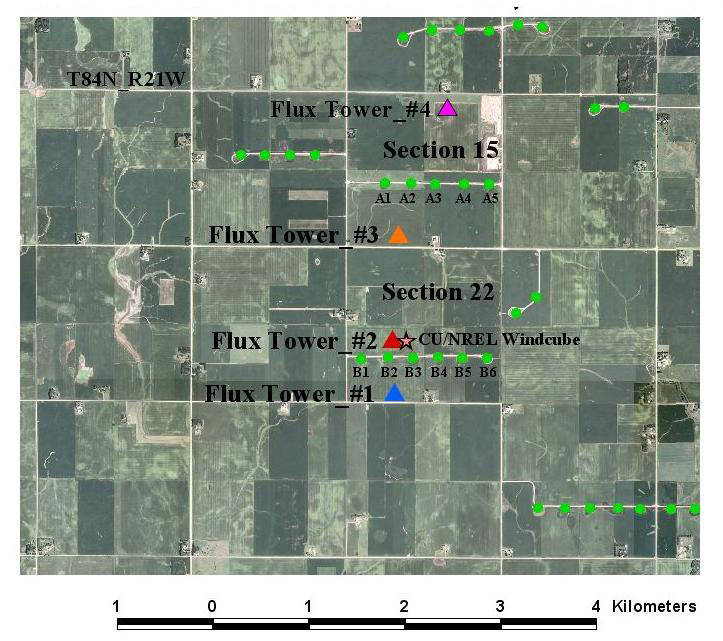 T84N_R21W
Flux Tower_#4
Section 15
A1 A2 A3 A4 A5
Flux Tower_#3
Section 22
Flux Tower_#2
CU/NREL Windcube
B1 B2 B3 B4 B5 B6
Flux Tower_#1
1 0 1 2 3 4 Kilometers